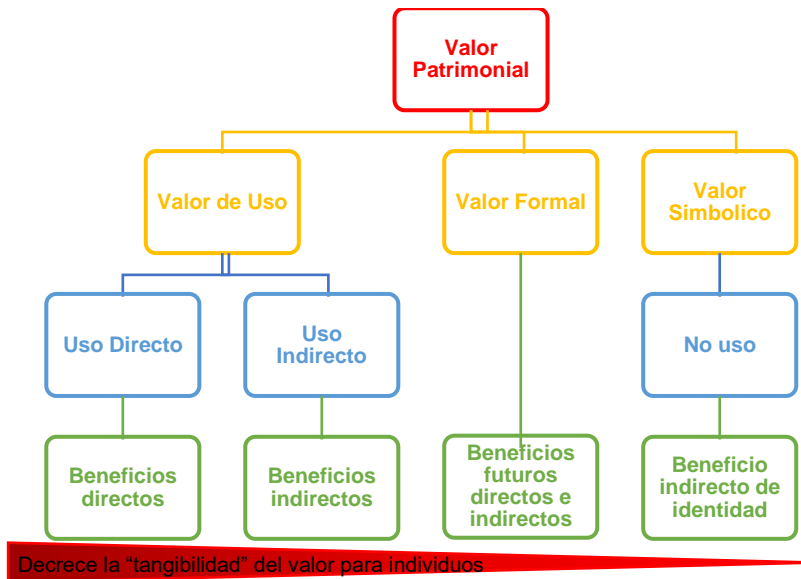 Valor
Patrimonial
Valor de Uso
Valor Formal
Valor
Simbolico
Uso Directo
Uso
Indirecto
No uso
Beneficios
directos
Beneficios
indirectos
Beneficios
futuros
directos e
indirectos
Beneficio
indirecto de
identidad
Decrece la “tangibilidad” del valor para individuos